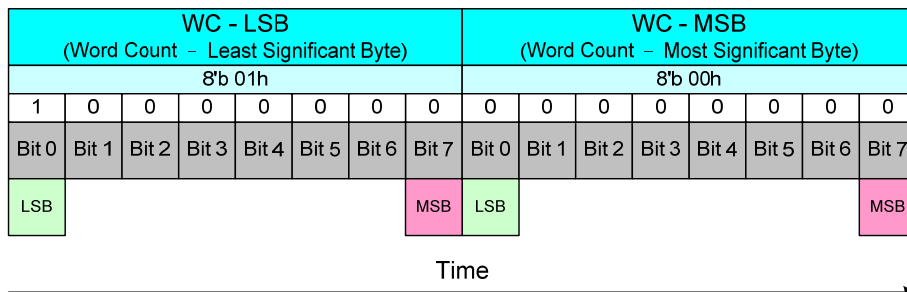 WC - LSB WC - MSB
(Word Count – Least Significant Byte) (Word Count – Most Significant Byte)
8'b 01h 8'b 00h
1 0 0 0 0 0 0 0 0 0 0 0 0 0 0 0
Bit 0 Bit 1 Bit 2 Bit 3 Bit 4 Bit 5 Bit 6 Bit 7 Bit 0 Bit 1 Bit 2 Bit 3 Bit 4 Bit 5 Bit 6 Bit 7
LSB MSB LSB MSB
Time